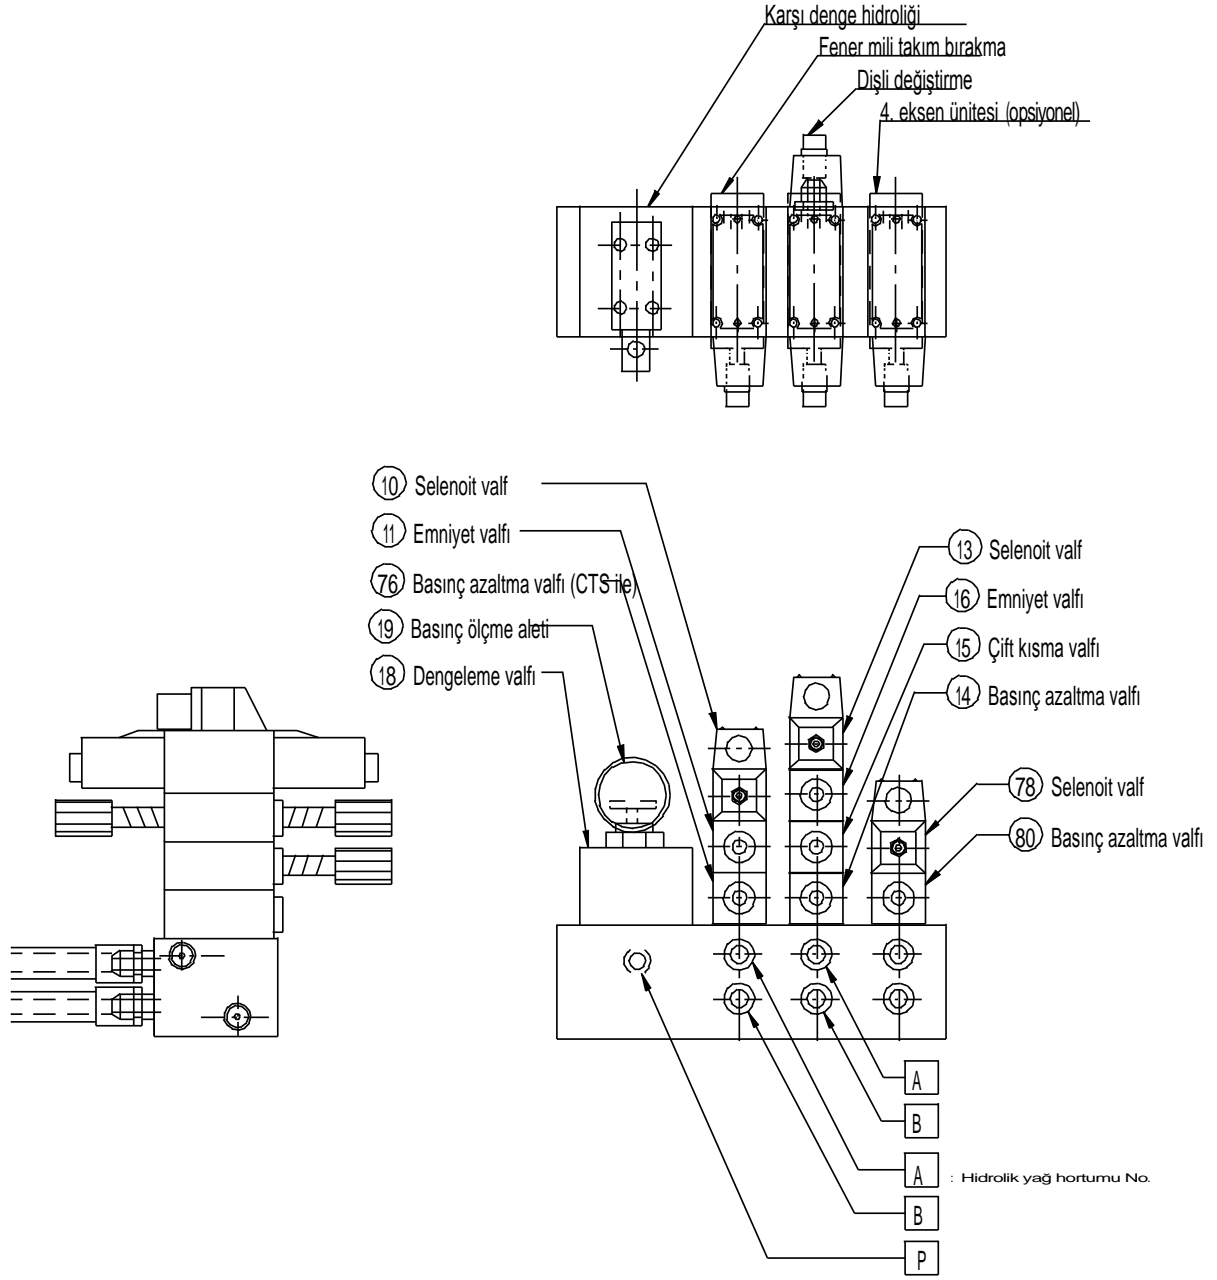 Karşı denge hidroliği
Fener mili takım bırakma
Dişli değiştirme
4. eksen ünitesi (opsiyonel)
10 Selenoit valf
11 Emniyet valfı
76 Basınç azaltma valfı (CTS ile)
19 Basınç ölçme aleti
18 Dengeleme valfı
13 Selenoit valf
16 Emniyet valfı
15 Çift kısma valfı
14 Basınç azaltma valfı
78 Selenoit valf
80 Basınç azaltma valfı
A
B
A : Hidrolik yağ hortumu No.
B
P